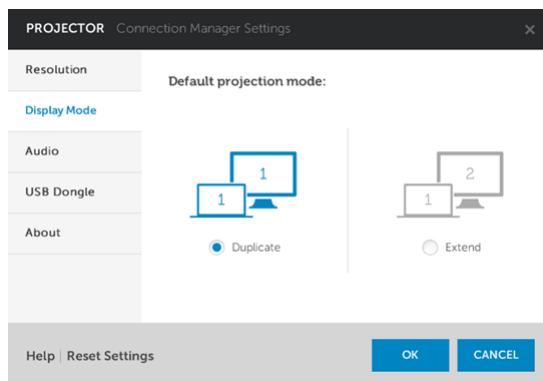 PROJECTOR Connection Manager Settings
Resolution
Display Mode
Audio
USB Dongle
About
Default projection mode:
1
1
Duplicate
1
2
Extend
Help | Reset Settings
OK
CANCEL